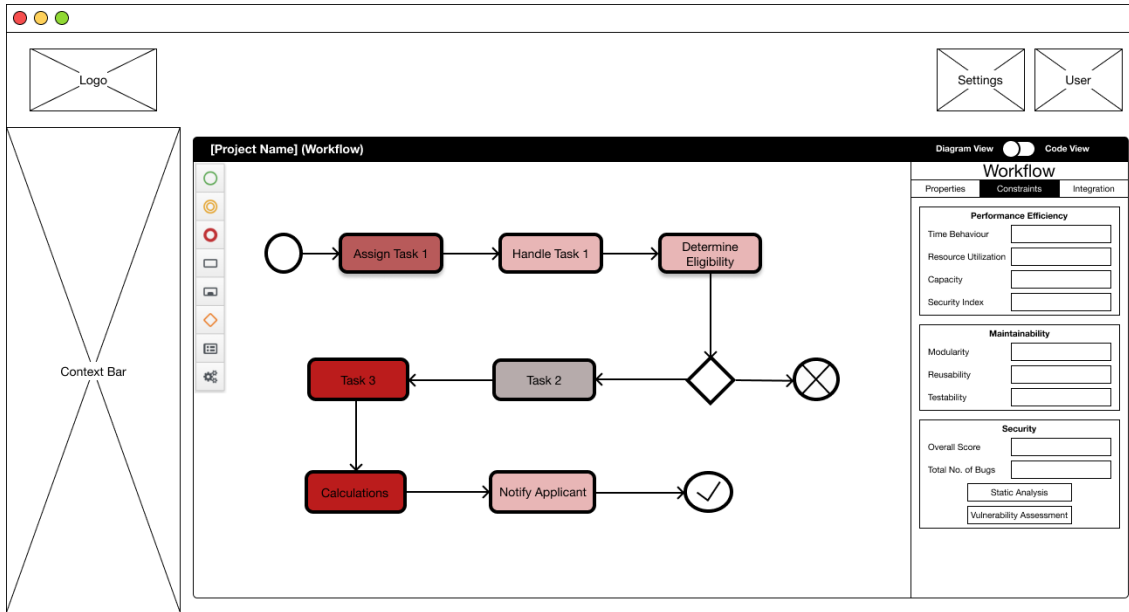 Logo
Settings
User
Context Bar
[Project Name] (Workflow)
Diagram View
Code View
Assign Task 1
Handle Task 1
Determine
Eligibility
Task 3
Task 2
Calculations
Notify Applicant
Workflow
Properties
Constraints
Integration
Performance Efficiency
Time Behaviour
Resource Utilization
Capacity
Security Index
Maintainability
Modularity
Reusability
Testability
Security
Overall Score
Total No. of Bugs
Static Analysis
Vulnerability Assessment